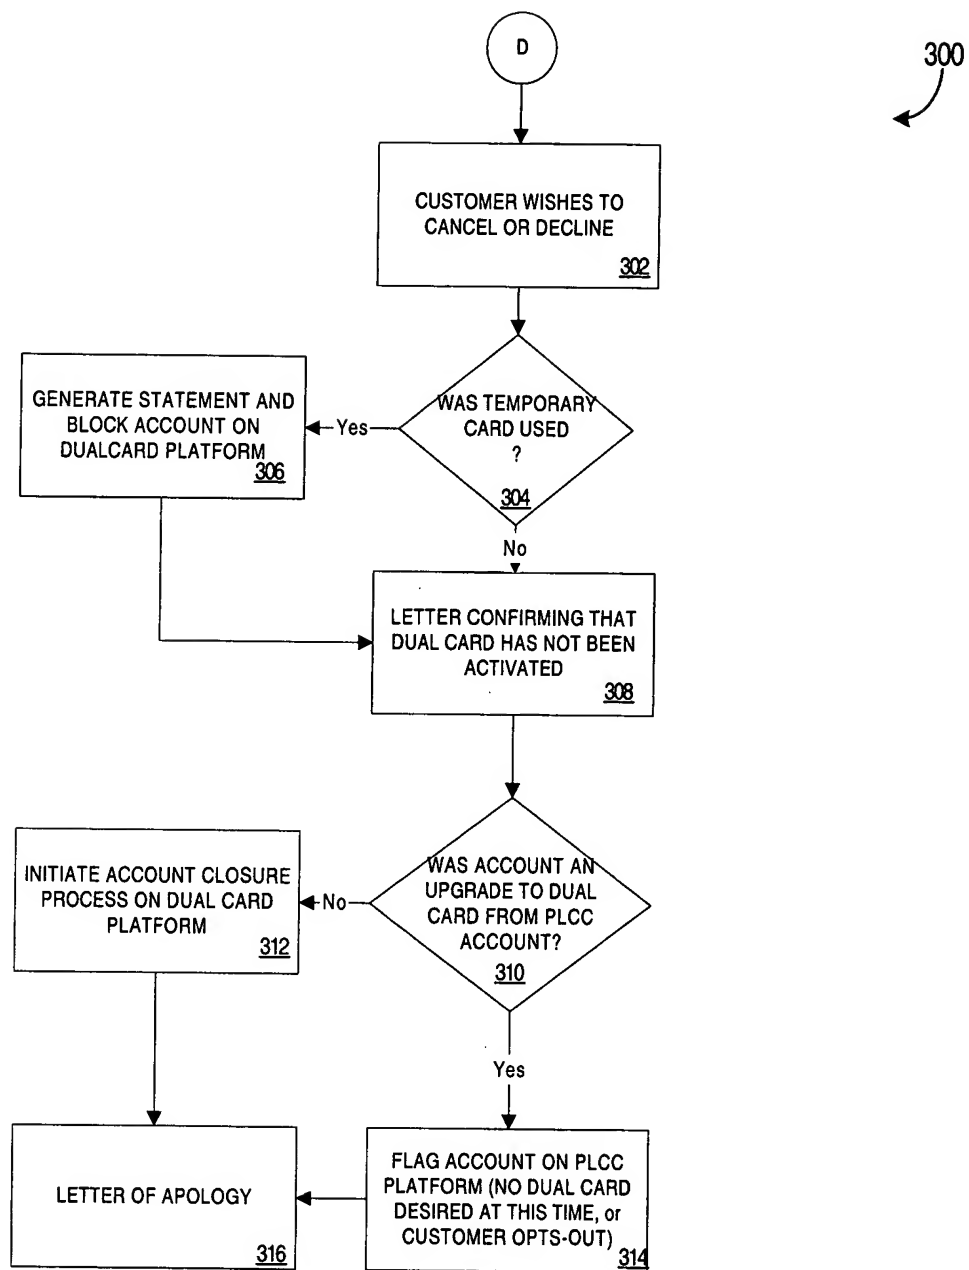 D
300
CUSTOMER WISHES TO
CANCEL OR DECLINE
302
GENERATE STATEMENT AND
BLOCK ACCOUNT ON
DUALCARD PLATFORM
306
Yes
WAS TEMPORARY
CARD USED
?
304
No
LETTER CONFIRMING THAT
DUAL CARD HAS NOT BEEN
ACTIVATED
308
INITIATE ACCOUNT CLOSURE
PROCESS ON DUAL CARD
PLATFORM
312
No
WAS ACCOUNT AN
UPGRADE TO DUAL
CARD FROM PLCC
ACCOUNT?
310
Yes
LETTER OF APOLOGY
316
FLAG ACCOUNT ON PLCC
PLATFORM (NO DUAL CARD
DESIRED AT THIS TIME, or
CUSTOMER OPTS-OUT)
314